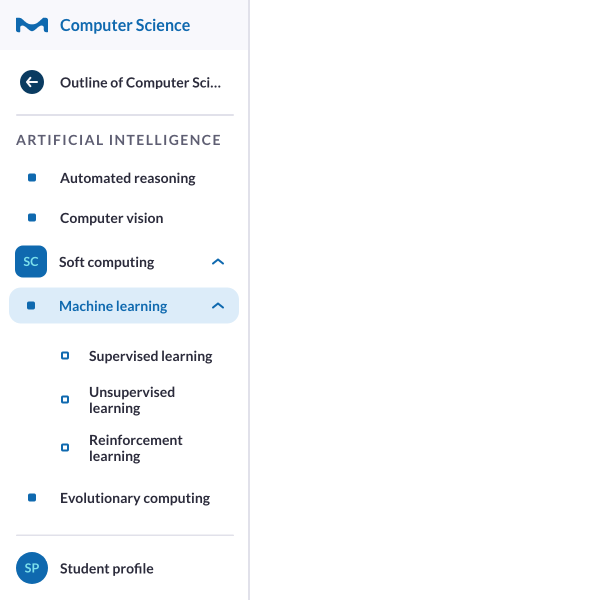 Computer Science
Outline of Computer Sci...
ARTIFICIAL INTELLIGENCE
Automated reasoning
Computer vision
SC
Soft computing
Machine learning
Supervised learning
Unsupervised
learning
Reinforcement
learning
Evolutionary computing
SP
Student profile